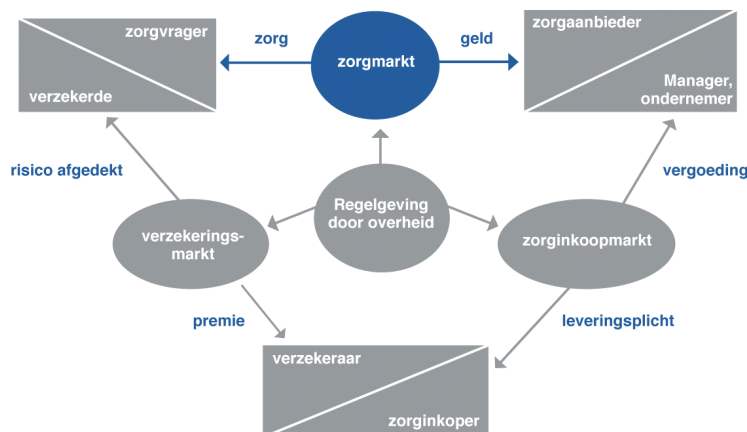 zorgvrager
verzekerde
zorg
zorgmarkt
geld
zorgaanbieder
Manager,
ondernemer
risico afgedekt
vergoeding
Regelgeving
door overheid
verzekerings-
markt
zorginkoopmarkt
premie
leveringsplicht
verzekeraar
zorginkoper